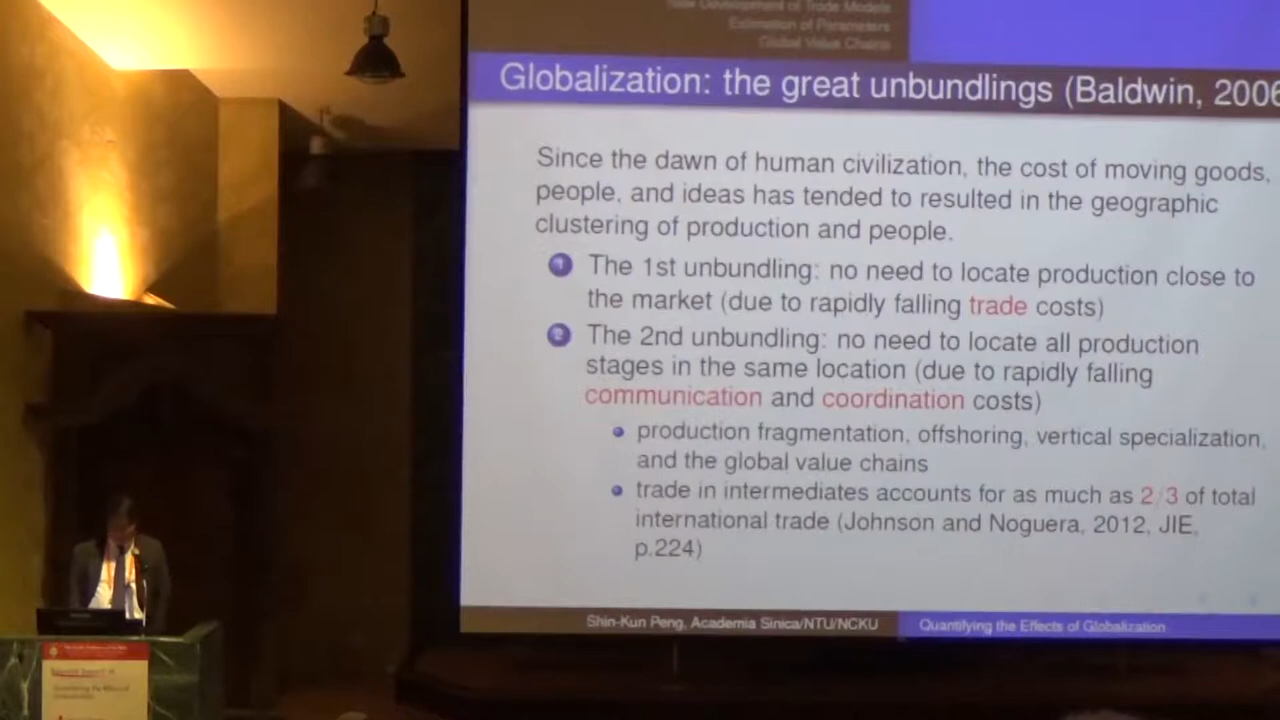 New Development of Trade Models
Estimation of Parameters
Global Value Chains
Globalization: the great unbundlings (Baldwin, 2006
Since the dawn of human civilization, the cost of moving goods,
people, and ideas has tended to resulted in the geographic
clustering of production and people.
1 The 1st unbundling: no need to locate production close to
the market (due to rapidly falling trade costs)
2 The 2nd unbundling: no need to locate all production
stages in the same location (due to rapidly falling
communication and coordination costs)
production fragmentation, offshoring, vertical specialization,
and the global value chains
trade in intermediates accounts for as much as 2/3 of total
international trade (Johnson and Noguera, 2012, JIE,
p.224)
Shin-Kun Peng, Academia Sinica/NTU/NCKU
Quantifying the Effects of Globalization